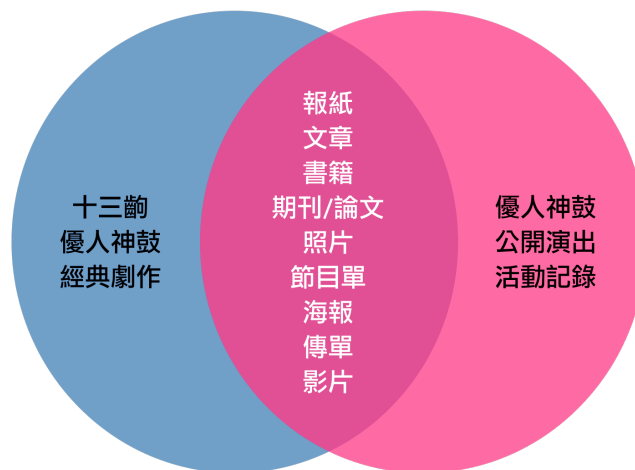 十三齣
優人神鼓
經典劇作
報紙
文章
書籍
期刊/論文
照片
節目單
海報
傳單
影片
優人神鼓
公開演出
活動記錄